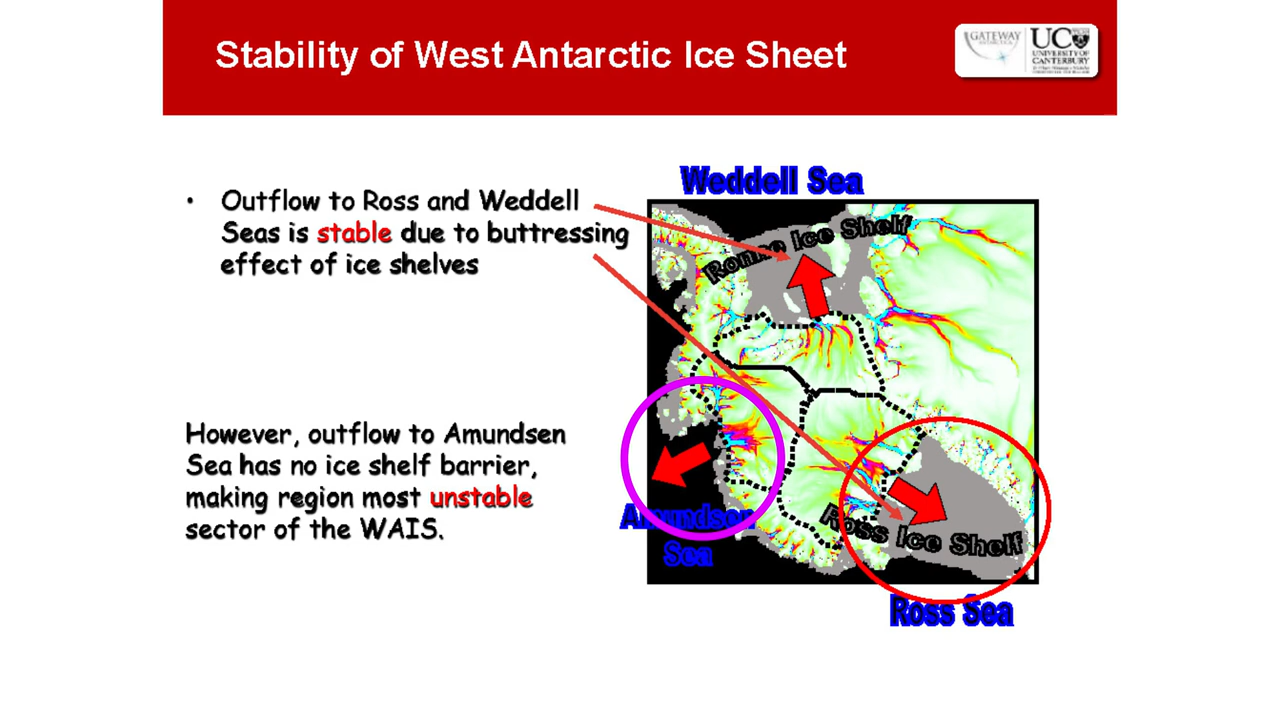 Stability of West Antarctic Ice Sheet
GATEWAY
ANTARCTICA
UC
UNIVERSITY OF
CANTERBURY
Weddell Sea
• Outflow to Ross and Weddell
Seas is stable due to buttressing
effect of ice shelves
Ronne Ice Shelf
However, outflow to Amundsen
Sea has no ice shelf barrier,
making region most unstable
sector of the WAIS.
Amundsen
Sea
Ross Ice Shelf
Ross Sea